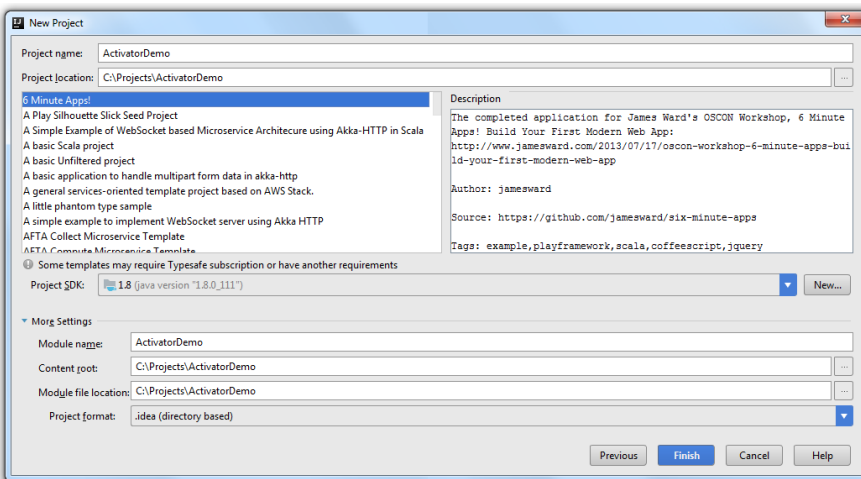 New Project
Project name: ActivatorDemo
Project location: C:\Projects\ActivatorDemo
6 Minute Apps!
A Play Silhouette Slick Seed Project
A Simple Example of WebSocket based Microservice Architecure using Akka-HTTP in Scala
A basic Scala project
A basic Unfiltered project
A basic application to handle multipart form data in akka-http
A general services-oriented template project based on AWS Stack.
A little phantom type sample
A simple example to implement WebSocket server using Akka HTTP
AFTA Collect Microservice Template
AFTA Compute Microservice Template
Description
The completed application for James Ward's OSCON Workshop, 6 Minute
Apps! Build Your First Modern Web App:
http://www.jamesward.com/2013/07/17/oscon-workshop-6-minute-apps-bui
ld-your-first-modern-web-app
Author: jamesward
Source: https://github.com/jamesward/six-minute-apps
Tags: example,playframework,scala,coffeescript,jquery
Some templates may require Typesafe subscription or have another requirements
Project SDK: 1.8 (java version "1.8.0_111") New...
More Settings
Module name: ActivatorDemo
Content root: C:\Projects\ActivatorDemo ...
Module file location: C:\Projects\ActivatorDemo ...
Project format: .idea (directory based)
Previous Finish Cancel Help